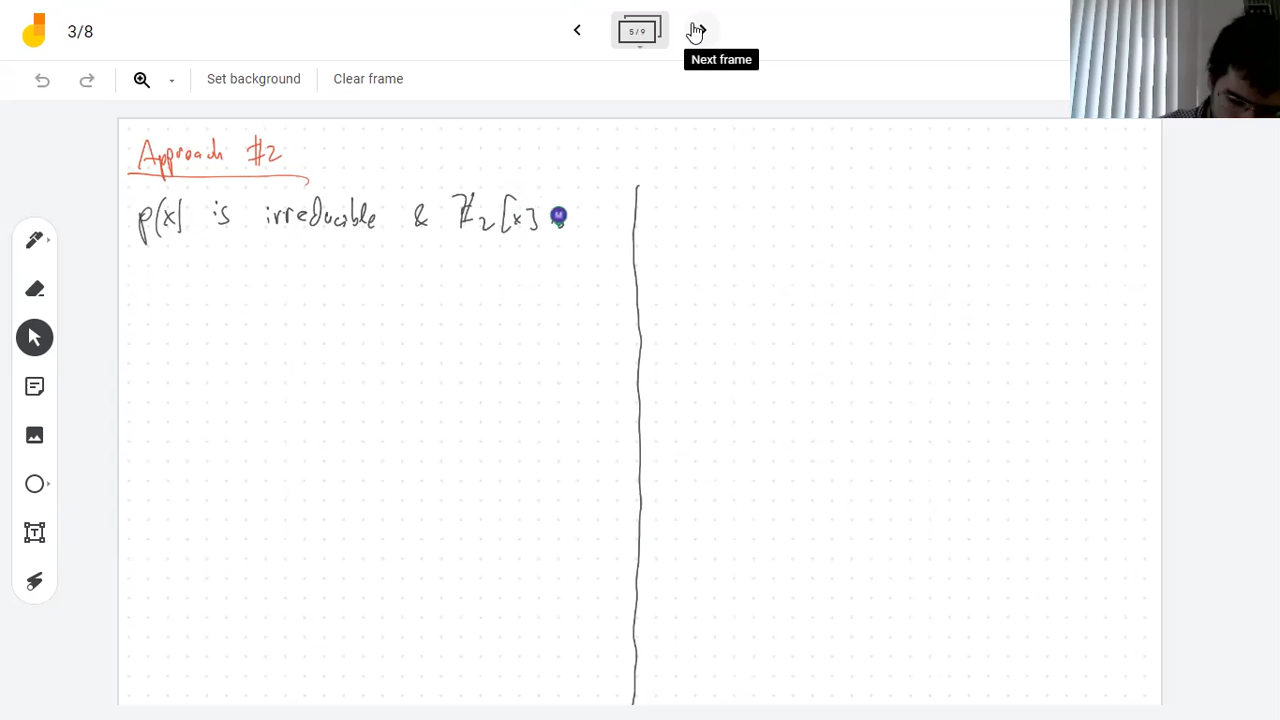 3/8
5 / 9
Next frame
Set background
Clear frame
Approach #2
p(x) is irreducible & ℤ₂[x]
M